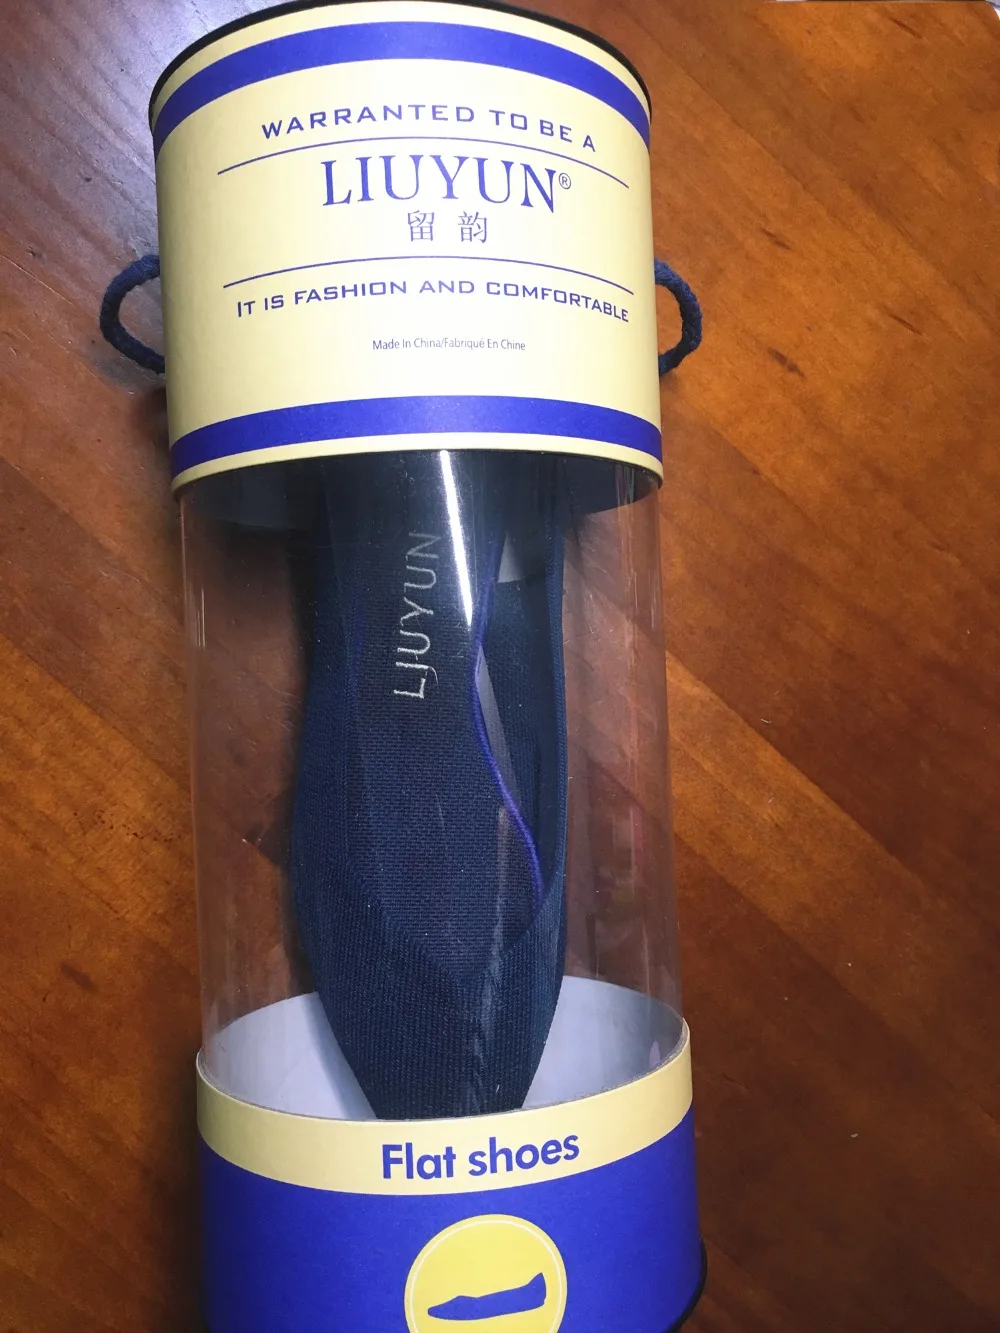 WARRANTED TO BE A
LIUYUN®
留韵
IT IS FASHION AND COMFORTABLE
Made In China/Fabriqué En Chine
LIUYUN
Flat shoes